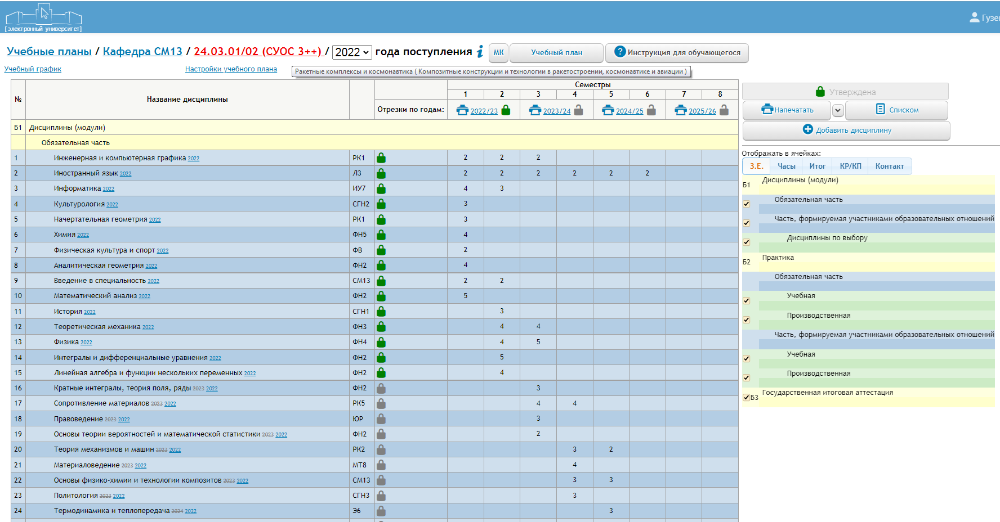 [электронный университет]
Гузе
Учебные планы / Кафедра СМ13 / 24.03.01/02 (СУОС 3++) / 2022 года поступления i МК Учебный план ? Инструкция для обучающегося
Учебный график Настройки учебного плана Ракетные комплексы и космонавтика ( Композитные конструкции и технологии в ракетостроении, космонавтике и авиации )
№ Название дисциплины Семестры
1 2 3 4 5 6 7 8
Отрезки по годам: 2022/23 2023/24 2024/25 2025/26
Б1 Дисциплины (модули)
Обязательная часть
1 Инженерная и компьютерная графика 2022 РК1 2 2 2
2 Иностранный язык 2022 Л3 2 2 2 2 2 2
3 Информатика 2022 ИУ7 4 3
4 Культурология 2022 СГН2 3
5 Начертательная геометрия 2022 РК1 3
6 Химия 2022 ФН5 4
7 Физическая культура и спорт 2022 ФВ 2
8 Аналитическая геометрия 2022 ФН2 4
9 Введение в специальность 2022 СМ13 2 2
10 Математический анализ 2022 ФН2 5
11 История 2022 СГН1 3
12 Теоретическая механика 2022 ФН3 4 4
13 Физика 2022 ФН4 4 5
14 Интегралы и дифференциальные уравнения 2022 ФН2 5
15 Линейная алгебра и функции нескольких переменных 2022 ФН2 4
16 Кратные интегралы, теория поля, ряды 2023 2022 ФН2 3
17 Сопротивление материалов 2023 2022 РК5 4 4
18 Правоведение 2023 2022 ЮР 3
19 Основы теории вероятностей и математической статистики 2023 2022 ФН2 2
20 Теория механизмов и машин 2023 2022 РК2 3 2
21 Материаловедение 2023 2022 МТ8 4
22 Основы физико-химии и технологии композитов 2023 2022 СМ13 3 3
23 Политология 2023 2022 СГН3 3
24 Термодинамика и теплопередача 2024 2022 Э6 3
Утверждена
Напечатать Списком
Добавить дисциплину
Отображать в ячейках:
З.Е. Часы Итог КР/КП Контакт
Б1 Дисциплины (модули)
Обязательная часть
Часть, формируемая участниками образовательных отношений
Дисциплины по выбору
Б2 Практика
Обязательная часть
Учебная
Производственная
Часть, формируемая участниками образовательных отношений
Учебная
Производственная
Б3 Государственная итоговая аттестация